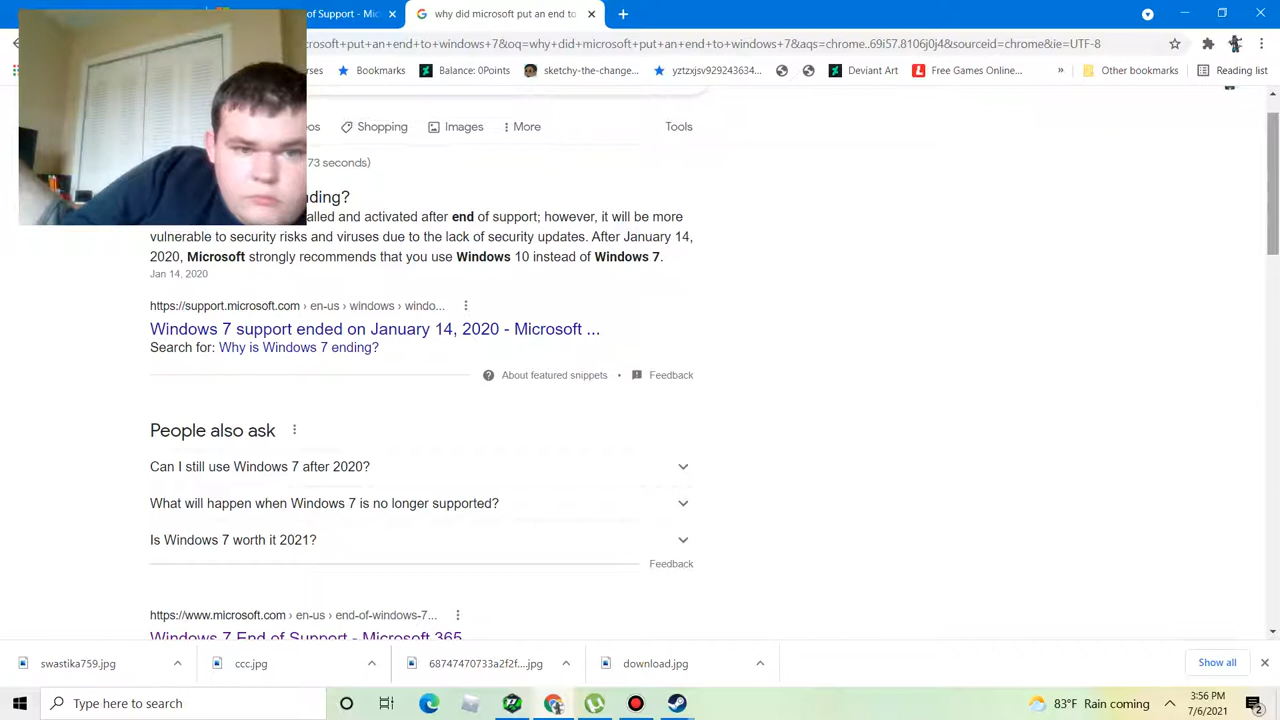 of Support - Mic
why did microsoft put an end to
osoft+put+an+end+to+windows+7&oq=why+did+microsoft+put+an+end+to+windows+7&aqs=chrome..69i57.8106j0j4&sourceid=chrome&ie=UTF-8
rses Bookmarks Balance: 0Points sketchy-the-change... yztzxjsv929243634... Deviant Art Free Games Online... » Other bookmarks Reading list
os Shopping Images More Tools
73 seconds)
nding?
alled and activated after end of support; however, it will be more
vulnerable to security risks and viruses due to the lack of security updates. After January 14,
2020, Microsoft strongly recommends that you use Windows 10 instead of Windows 7.
Jan 14, 2020
https://support.microsoft.com › en-us › windows › windo...
Windows 7 support ended on January 14, 2020 - Microsoft ...
Search for: Why is Windows 7 ending?
About featured snippets • Feedback
People also ask
Can I still use Windows 7 after 2020?
What will happen when Windows 7 is no longer supported?
Is Windows 7 worth it 2021?
Feedback
https://www.microsoft.com › en-us › end-of-windows-7...
Windows 7 End of Support - Microsoft 365
swastika759.jpg ccc.jpg 68747470733a2f2f....jpg download.jpg Show all
Type here to search 83°F Rain coming 3:56 PM
7/6/2021 2